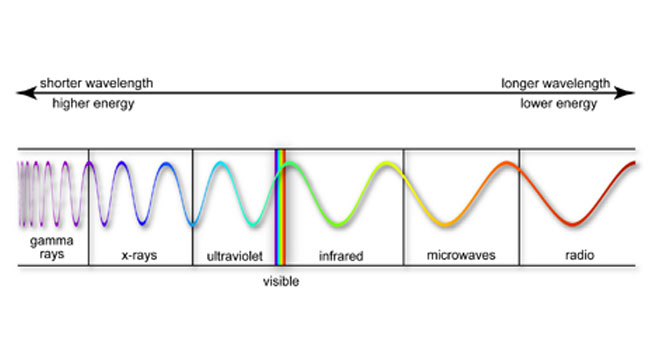 shorter wavelength
longer wavelength
higher energy
lower energy
gamma
rays
x-rays
ultraviolet
infrared
microwaves
radio
visible